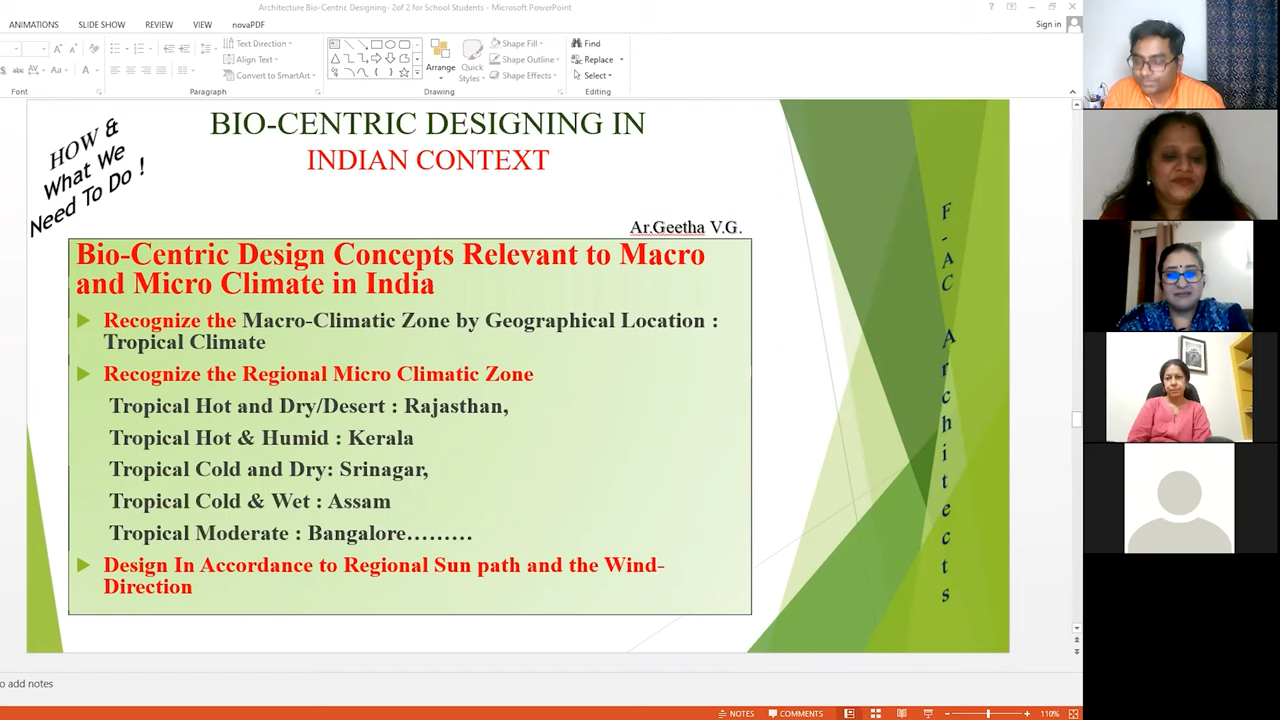 Architecture Bio-Centric Designing- 2of 2 for School Students - Microsoft PowerPoint
ANIMATIONS SLIDE SHOW REVIEW VIEW novaPDF
Sign in
Text Direction
Align Text
Convert to SmartArt
Arrange
Quick
Styles
Shape Fill
Shape Outline
Shape Effects
Find
Replace
Select
Font
Paragraph
Drawing
Editing
HOW &
What We
Need To Do !
BIO-CENTRIC DESIGNING IN
INDIAN CONTEXT
Ar.Geetha V.G.
Bio-Centric Design Concepts Relevant to Macro
and Micro Climate in India
Recognize the Macro-Climatic Zone by Geographical Location :
Tropical Climate
Recognize the Regional Micro Climatic Zone
Tropical Hot and Dry/Desert : Rajasthan,
Tropical Hot & Humid : Kerala
Tropical Cold and Dry: Srinagar,
Tropical Cold & Wet : Assam
Tropical Moderate : Bangalore………
Design In Accordance to Regional Sun path and the Wind-
Direction
F-AC Architects
o add notes
NOTES COMMENTS
110%